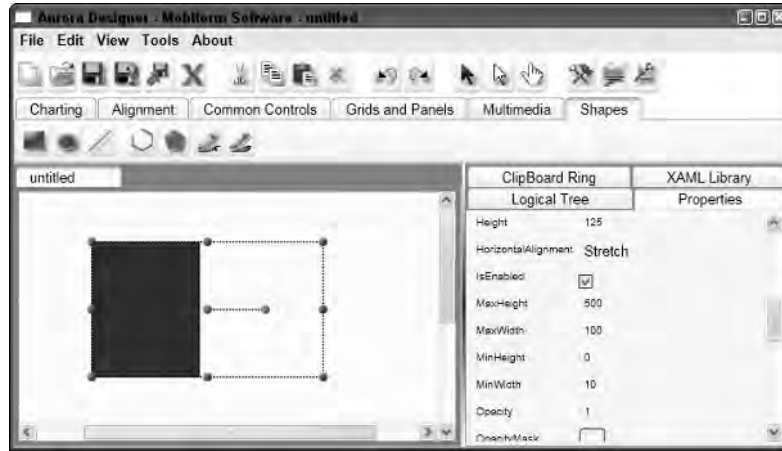 Aurora Designer - Mobiform Software - untitled
File Edit View Tools About
Charting Alignment Common Controls Grids and Panels Multimedia Shapes
untitled
ClipBoard Ring XAML Library
Logical Tree Properties
Height 125
HorizontalAlignment Stretch
IsEnabled
MaxHeight 500
MaxWidth 100
MinHeight 0
MinWidth 10
Opacity 1
OpacityMask